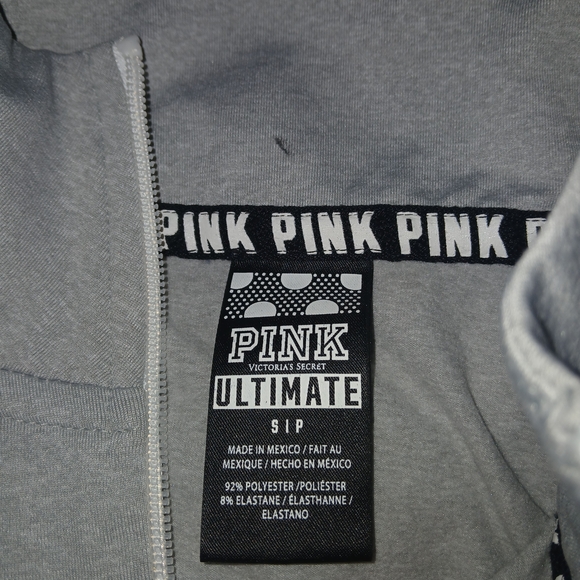 PINK PINK PINK
PINK
VICTORIA'S SECRET
ULTIMATE
S | P
MADE IN MEXICO / FAIT AU
MEXIQUE / HECHO EN MÉXICO
92% POLYESTER /POLIÉSTER
8% ELASTANE / ÉLASTHANNE /
ELASTANO